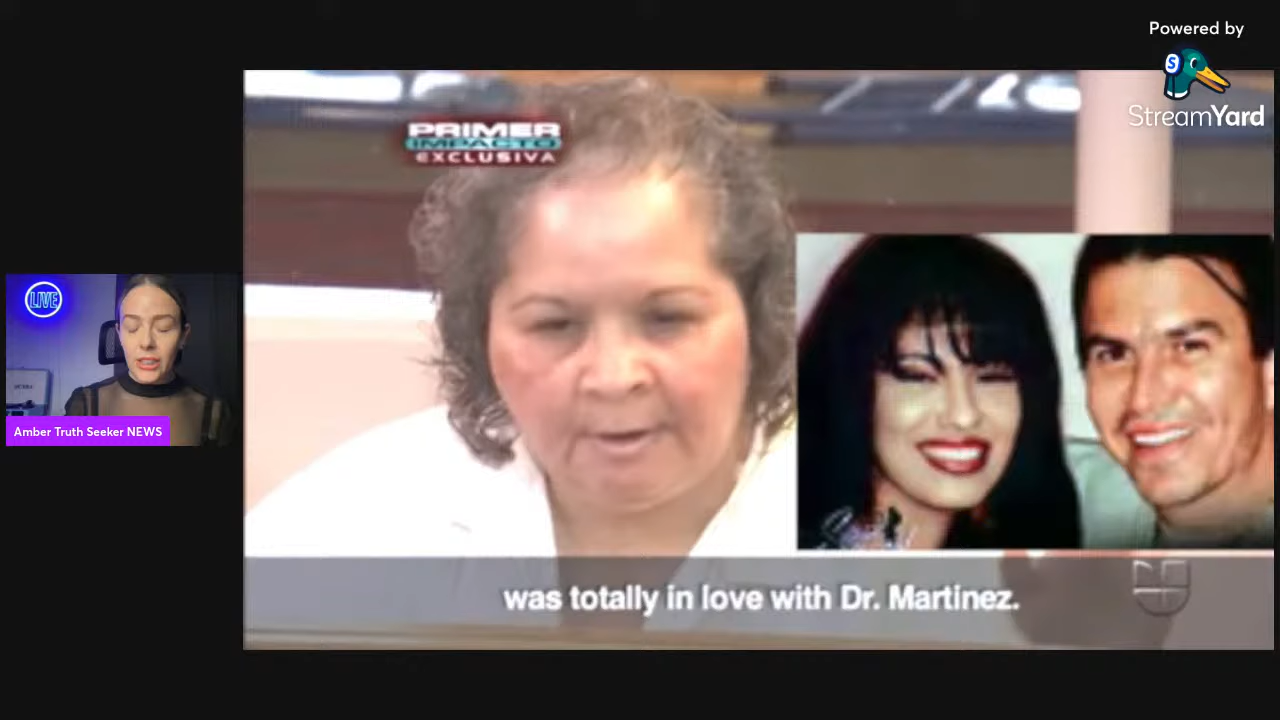 Powered by
StreamYard
PRIMER
IMPACTO
EXCLUSIVA
LIVE
Amber Truth Seeker NEWS
was totally in love with Dr. Martinez.